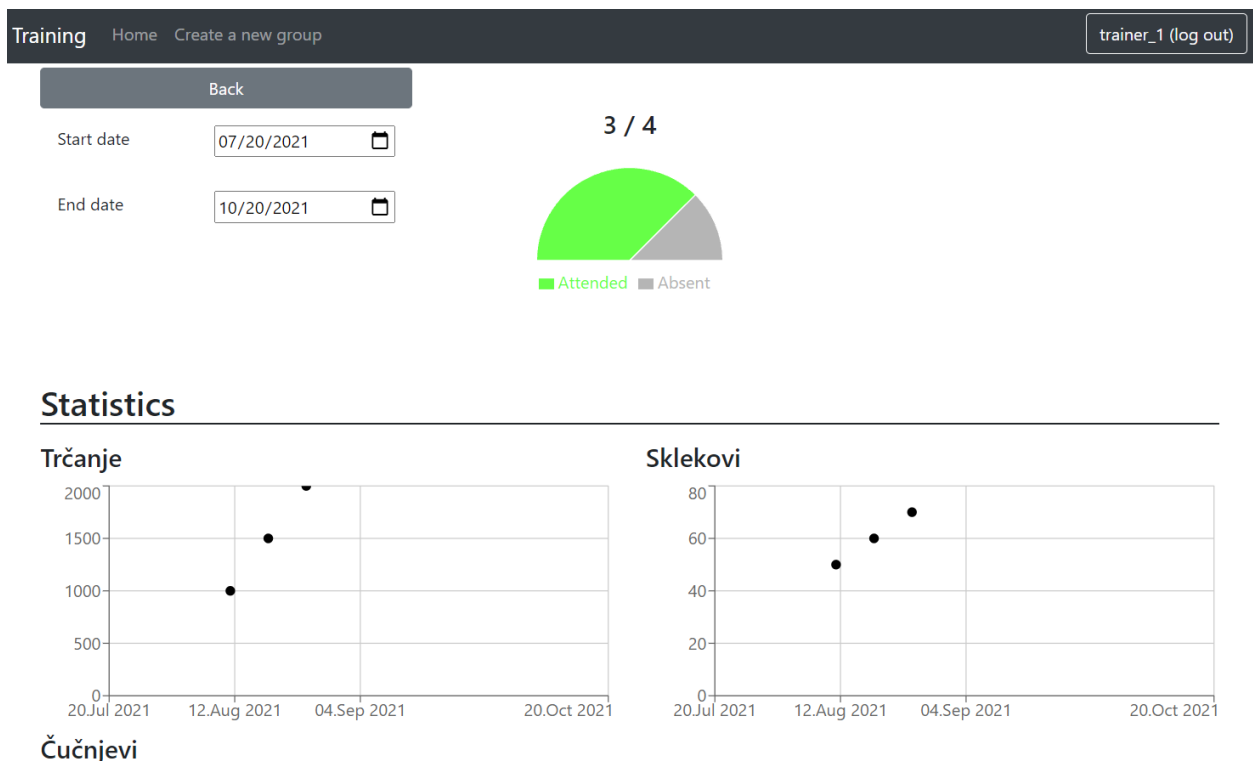 Training Home Create a new group trainer_1 (log out)
Back
Start date 07/20/2021
End date 10/20/2021
3 / 4
Attended Absent
Statistics
Trčanje
2000
1500
1000
500
0
20.Jul 2021 12.Aug 2021 04.Sep 2021 20.Oct 2021
Sklekovi
80
60
40
20
0
20.Jul 2021 12.Aug 2021 04.Sep 2021 20.Oct 2021
Čučnjevi